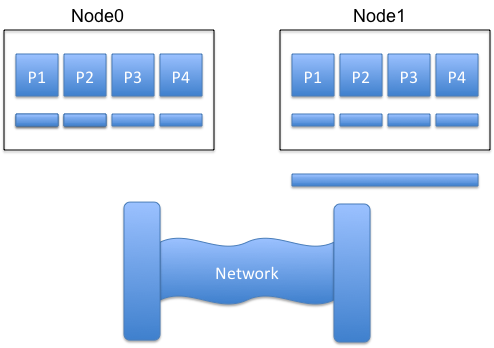 Node0
Node1
P1 P2 P3 P4
P1 P2 P3 P4
Network